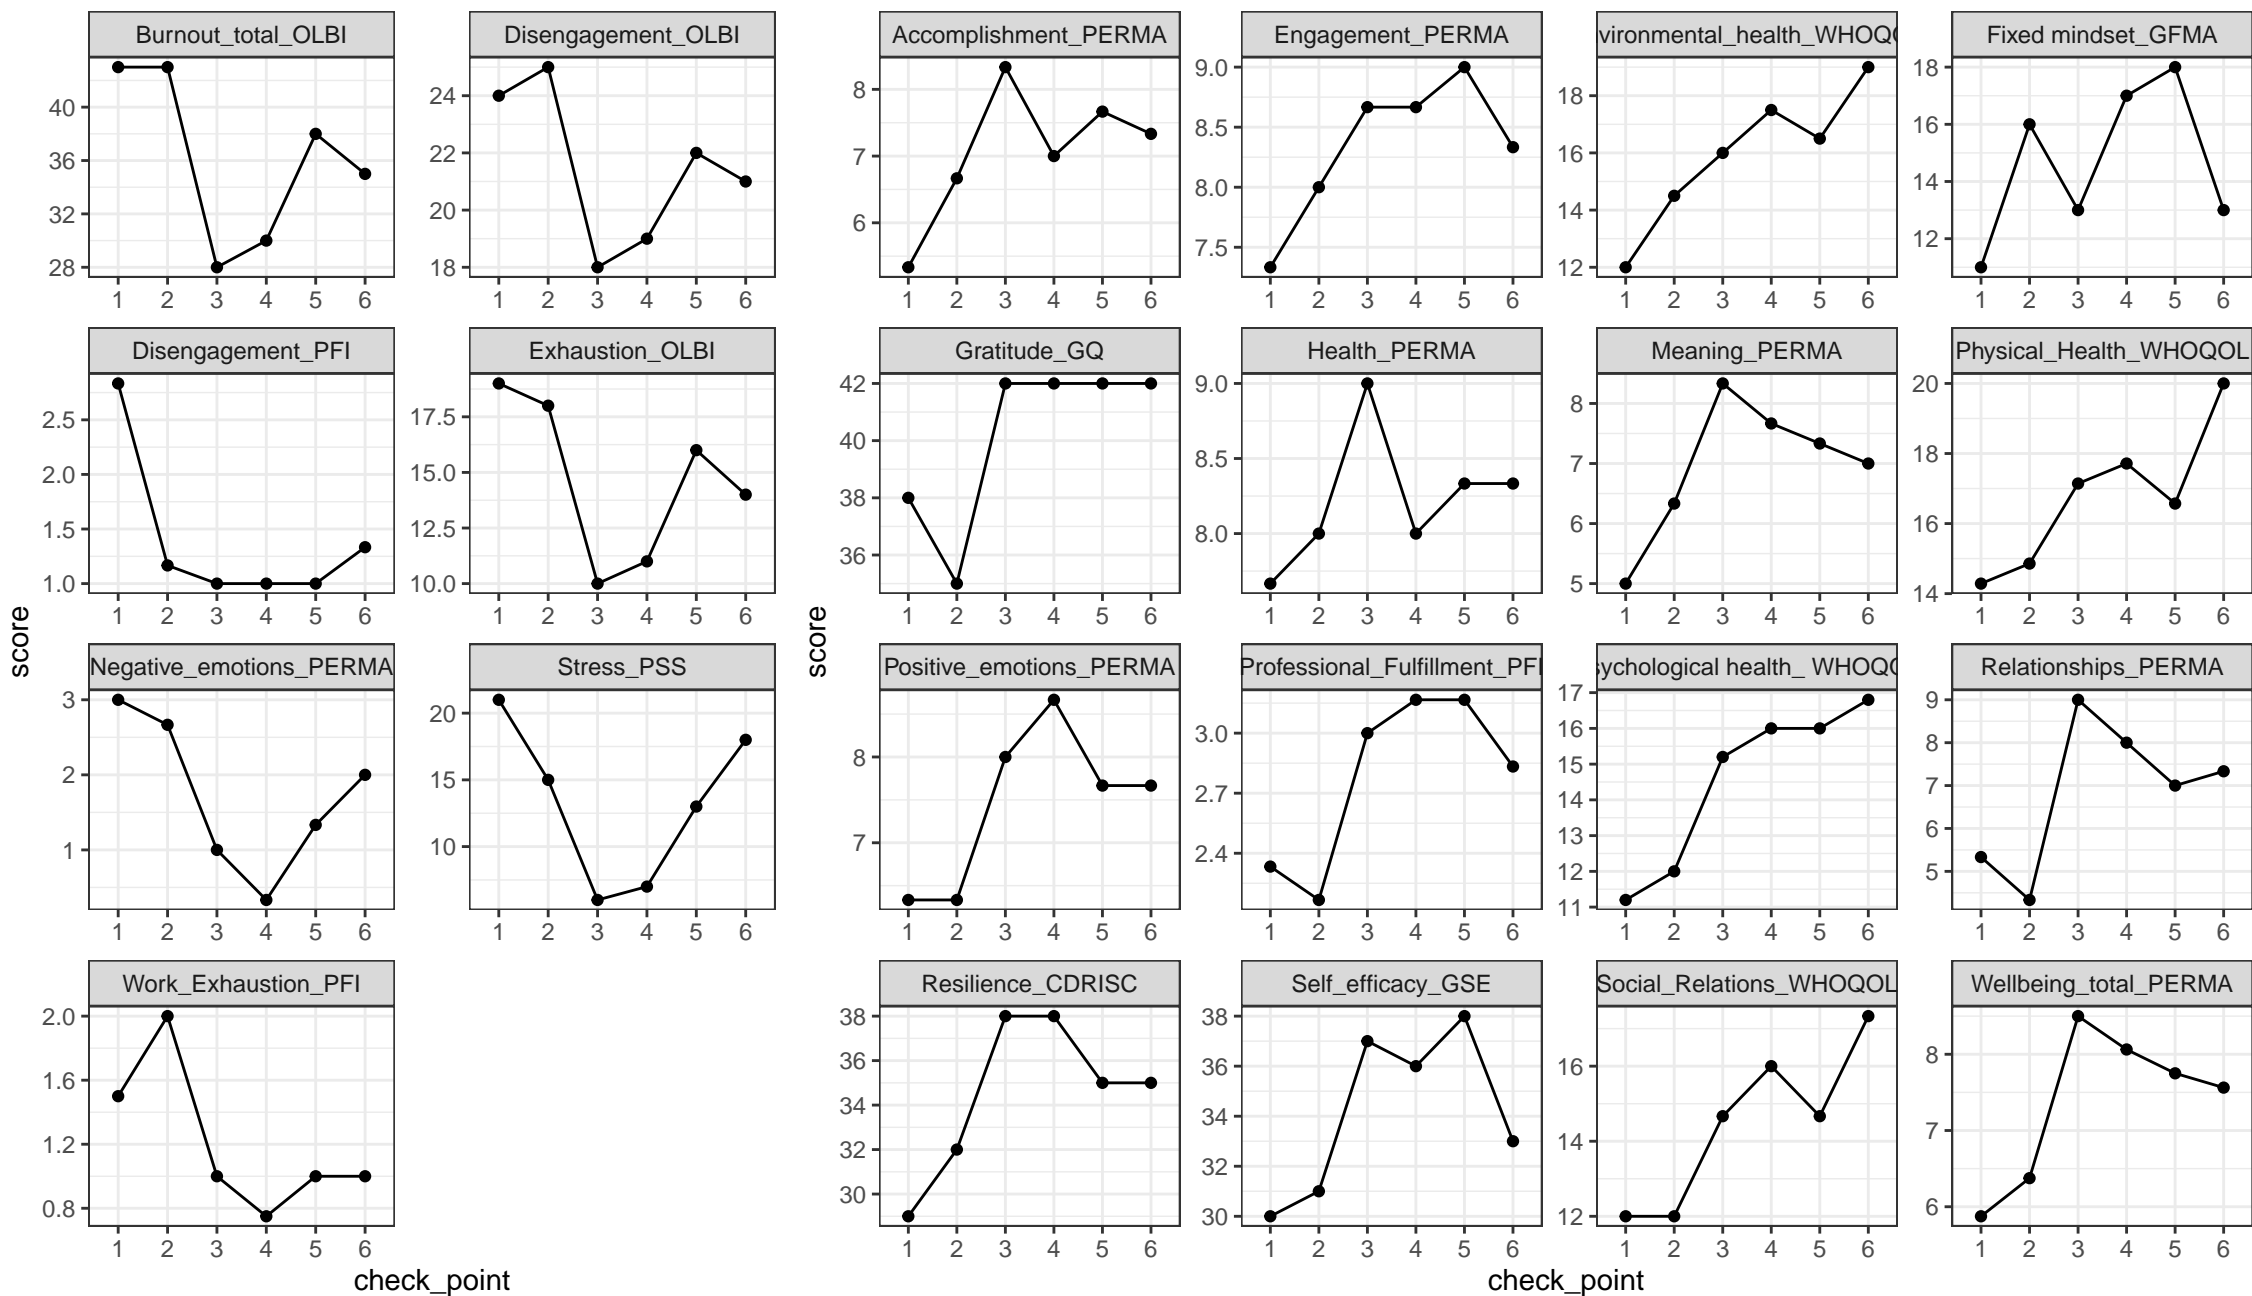 Burnout_total_OLBI
40
36
32
28
1 2 3 4 5 6
Disengagement_OLBI
24
22
20
18
1 2 3 4 5 6
Disengagement_PFI
2.5
2.0
1.5
1.0
1 2 3 4 5 6
Exhaustion_OLBI
17.5
15.0
12.5
10.0
1 2 3 4 5 6
Negative_emotions_PERMA
3
2
1
1 2 3 4 5 6
Stress_PSS
20
15
10
1 2 3 4 5 6
Work_Exhaustion_PFI
2.0
1.6
1.2
0.8
1 2 3 4 5 6
score
check_point
Accomplishment_PERMA
8
7
6
1 2 3 4 5 6
Engagement_PERMA
9.0
8.5
8.0
7.5
1 2 3 4 5 6
vironmental_health_WHOQO
18
16
14
12
1 2 3 4 5 6
Fixed mindset_GFMA
18
16
14
12
1 2 3 4 5 6
Gratitude_GQ
42
40
38
36
1 2 3 4 5 6
Health_PERMA
9.0
8.5
8.0
1 2 3 4 5 6
Meaning_PERMA
8
7
6
5
1 2 3 4 5 6
Physical_Health_WHOQOL
20
18
16
14
1 2 3 4 5 6
Positive_emotions_PERMA
8
7
1 2 3 4 5 6
Professional_Fulfillment_PFI
3.0
2.7
2.4
1 2 3 4 5 6
sychological health_ WHOQO
17
16
15
14
13
12
11
1 2 3 4 5 6
Relationships_PERMA
9
8
7
6
5
1 2 3 4 5 6
Resilience_CDRISC
38
36
34
32
30
1 2 3 4 5 6
Self_efficacy_GSE
38
36
34
32
30
1 2 3 4 5 6
Social_Relations_WHOQOL
16
14
12
1 2 3 4 5 6
Wellbeing_total_PERMA
8
7
6
1 2 3 4 5 6
score
check_point